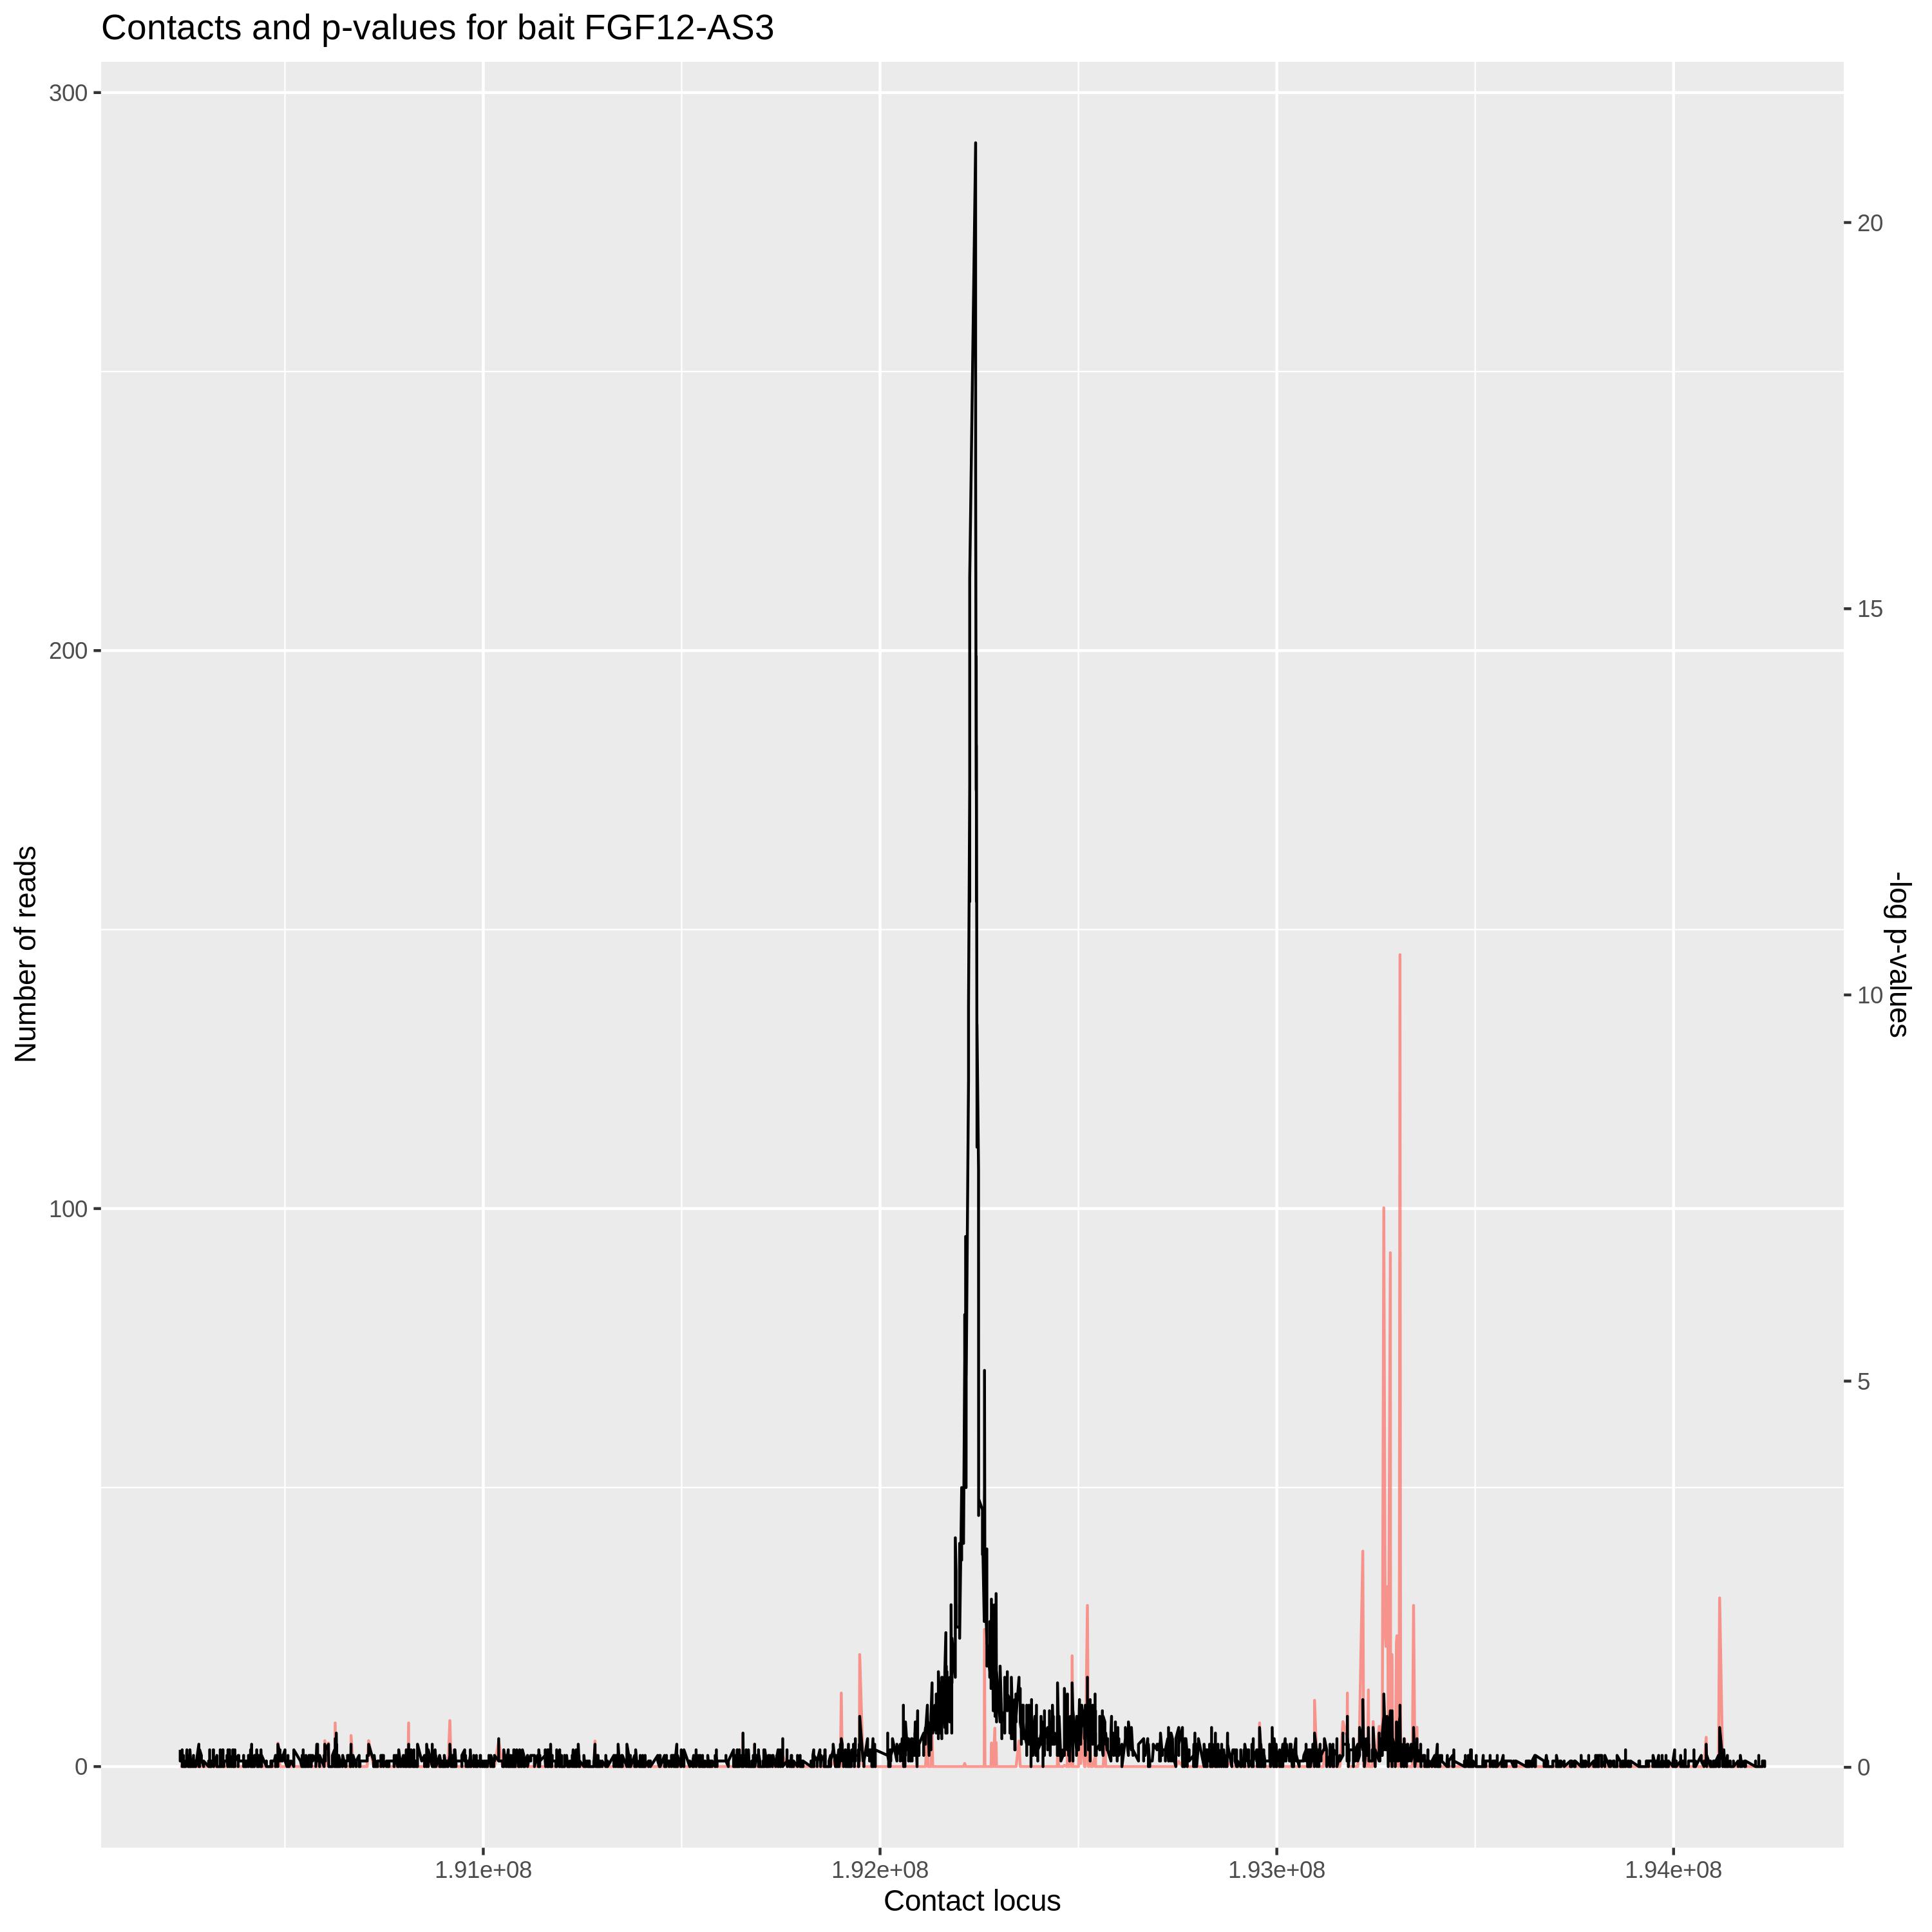 Contacts and p-values for bait FGF12-AS3
300
200
100
0
Number of reads
20
15
10
5
0
-log p-values
1.91e+08
1.92e+08
1.93e+08
1.94e+08
Contact locus